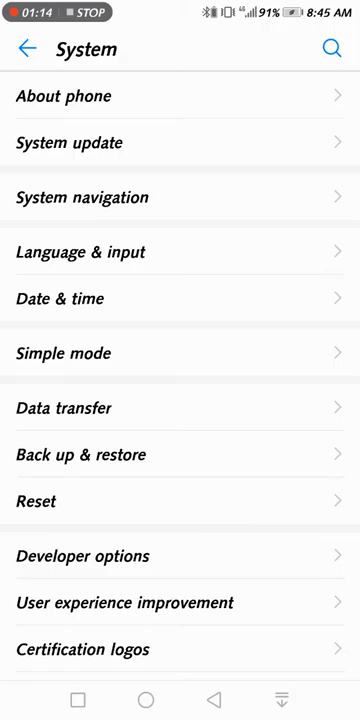 01:14 STOP 4G 91% 8:45 AM
System
About phone
System update
System navigation
Language & input
Date & time
Simple mode
Data transfer
Back up & restore
Reset
Developer options
User experience improvement
Certification logos